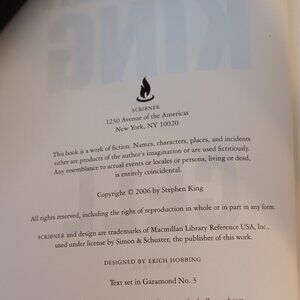 KING
SCRIBNER
1230 Avenue of the Americas
New York, NY 10020
This book is a work of fiction. Names, characters, places, and incidents
either are products of the author's imagination or are used fictitiously.
Any resemblance to actual events or locales or persons, living or dead,
is entirely coincidental.
Copyright © 2006 by Stephen King
All rights reserved, including the right of reproduction in whole or in part in any form.
SCRIBNER and design are trademarks of Macmillan Library Reference USA, Inc.,
used under license by Simon & Schuster, the publisher of this work.
DESIGNED BY ERICH HOBBING
Text set in Garamond No. 3